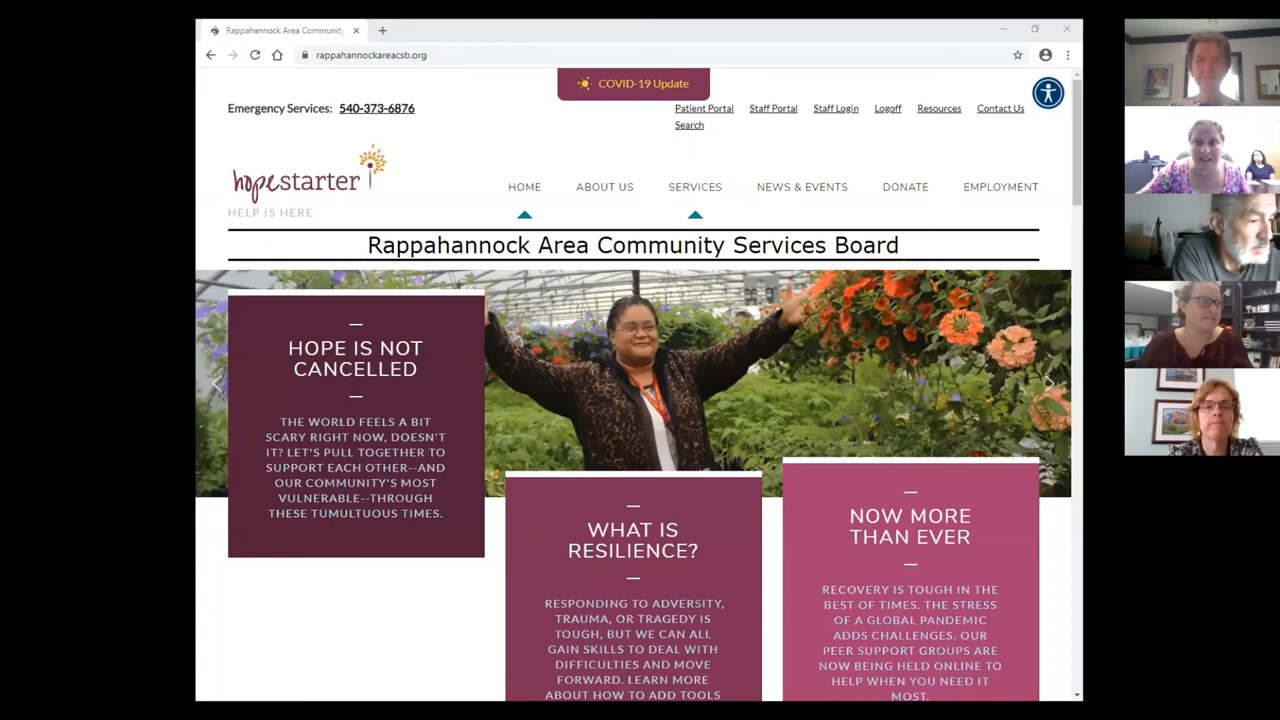 Rappahannock Area Community
rappahannockareacsb.org
COVID-19 Update
Emergency Services: 540-373-6876
Patient Portal Staff Portal Staff Login Logoff Resources Contact Us
Search
hopestarter
HELP IS HERE
HOME ABOUT US SERVICES NEWS & EVENTS DONATE EMPLOYMENT
Rappahannock Area Community Services Board
HOPE IS NOT
CANCELLED
THE WORLD FEELS A BIT
SCARY RIGHT NOW, DOESN'T
IT? LET'S PULL TOGETHER TO
SUPPORT EACH OTHER--AND
OUR COMMUNITY'S MOST
VULNERABLE--THROUGH
THESE TUMULTUOUS TIMES.
WHAT IS
RESILIENCE?
RESPONDING TO ADVERSITY,
TRAUMA, OR TRAGEDY IS
TOUGH, BUT WE CAN ALL
GAIN SKILLS TO DEAL WITH
DIFFICULTIES AND MOVE
FORWARD. LEARN MORE
ABOUT HOW TO ADD TOOLS
NOW MORE
THAN EVER
RECOVERY IS TOUGH IN THE
BEST OF TIMES. THE STRESS
OF A GLOBAL PANDEMIC
ADDS CHALLENGES. OUR
PEER SUPPORT GROUPS ARE
NOW BEING HELD ONLINE TO
HELP WHEN YOU NEED IT
MOST.